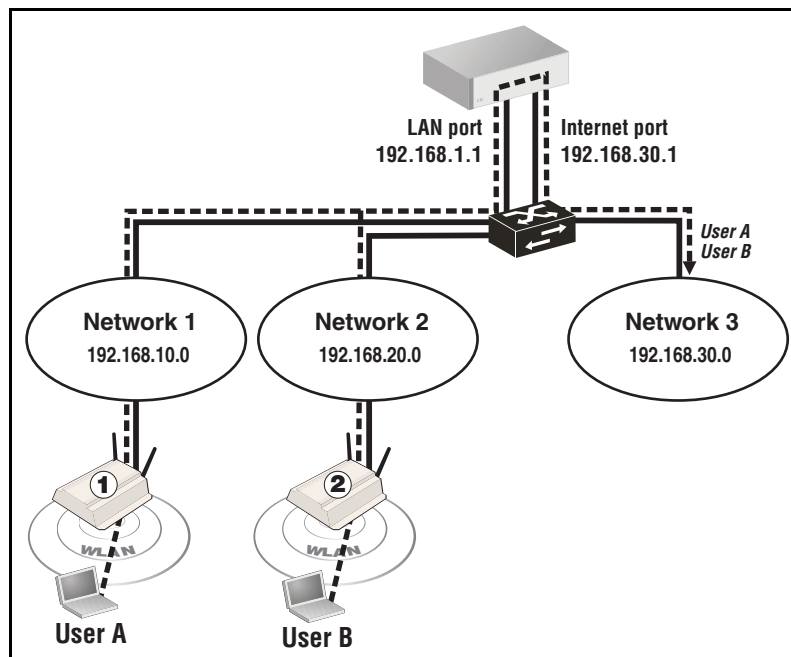 LAN port
192.168.1.1
Internet port
192.168.30.1
User A
User B
Network 1
192.168.10.0
Network 2
192.168.20.0
Network 3
192.168.30.0
1
2
WLAN
WLAN
User A
User B